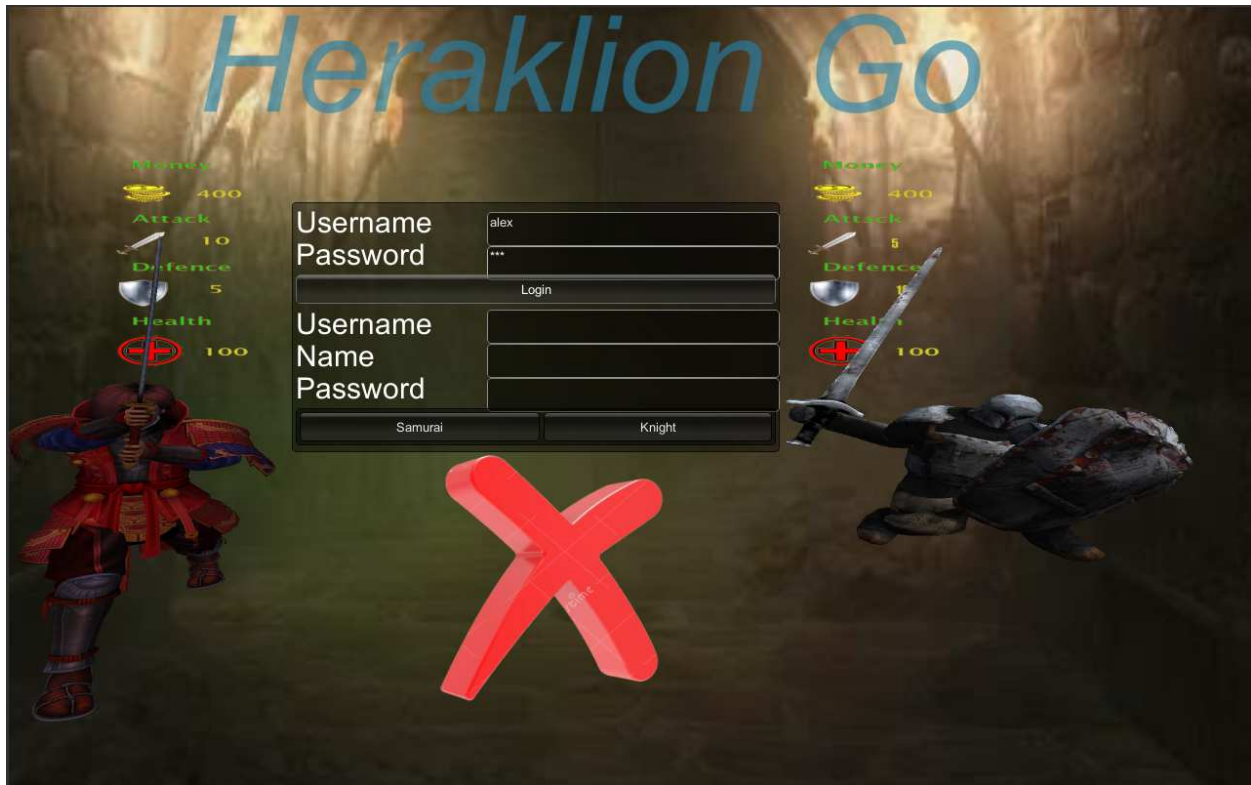 Heraklion Go
Money
400
Attack
10
Defence
5
Health
100
Username alex
Password ***
Login
Username
Name
Password
Samurai Knight
Money
400
Attack
5
Defence
Health
100